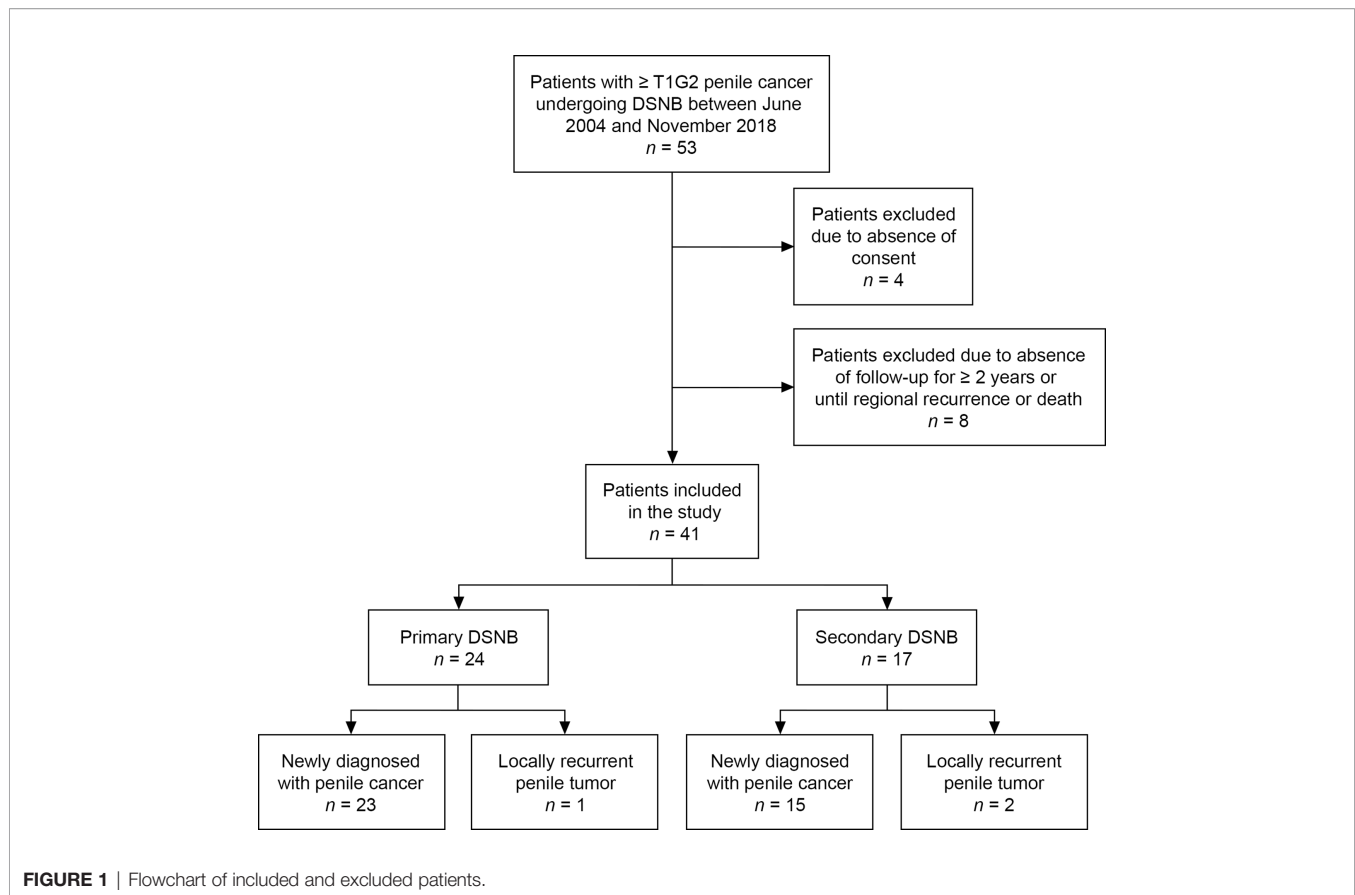 Patients with ≥ T1G2 penile cancer
undergoing DSNB between June
2004 and November 2018
n = 53
Patients excluded
due to absence of
consent
n = 4
Patients excluded due to absence
of follow-up for ≥ 2 years or
until regional recurrence or death
n = 8
Patients included
in the study
n = 41
Primary DSNB
n = 24
Secondary DSNB
n = 17
Newly diagnosed
with penile cancer
n = 23
Locally recurrent
penile tumor
n = 1
Newly diagnosed
with penile cancer
n = 15
Locally recurrent
penile tumor
n = 2
FIGURE 1 | Flowchart of included and excluded patients.